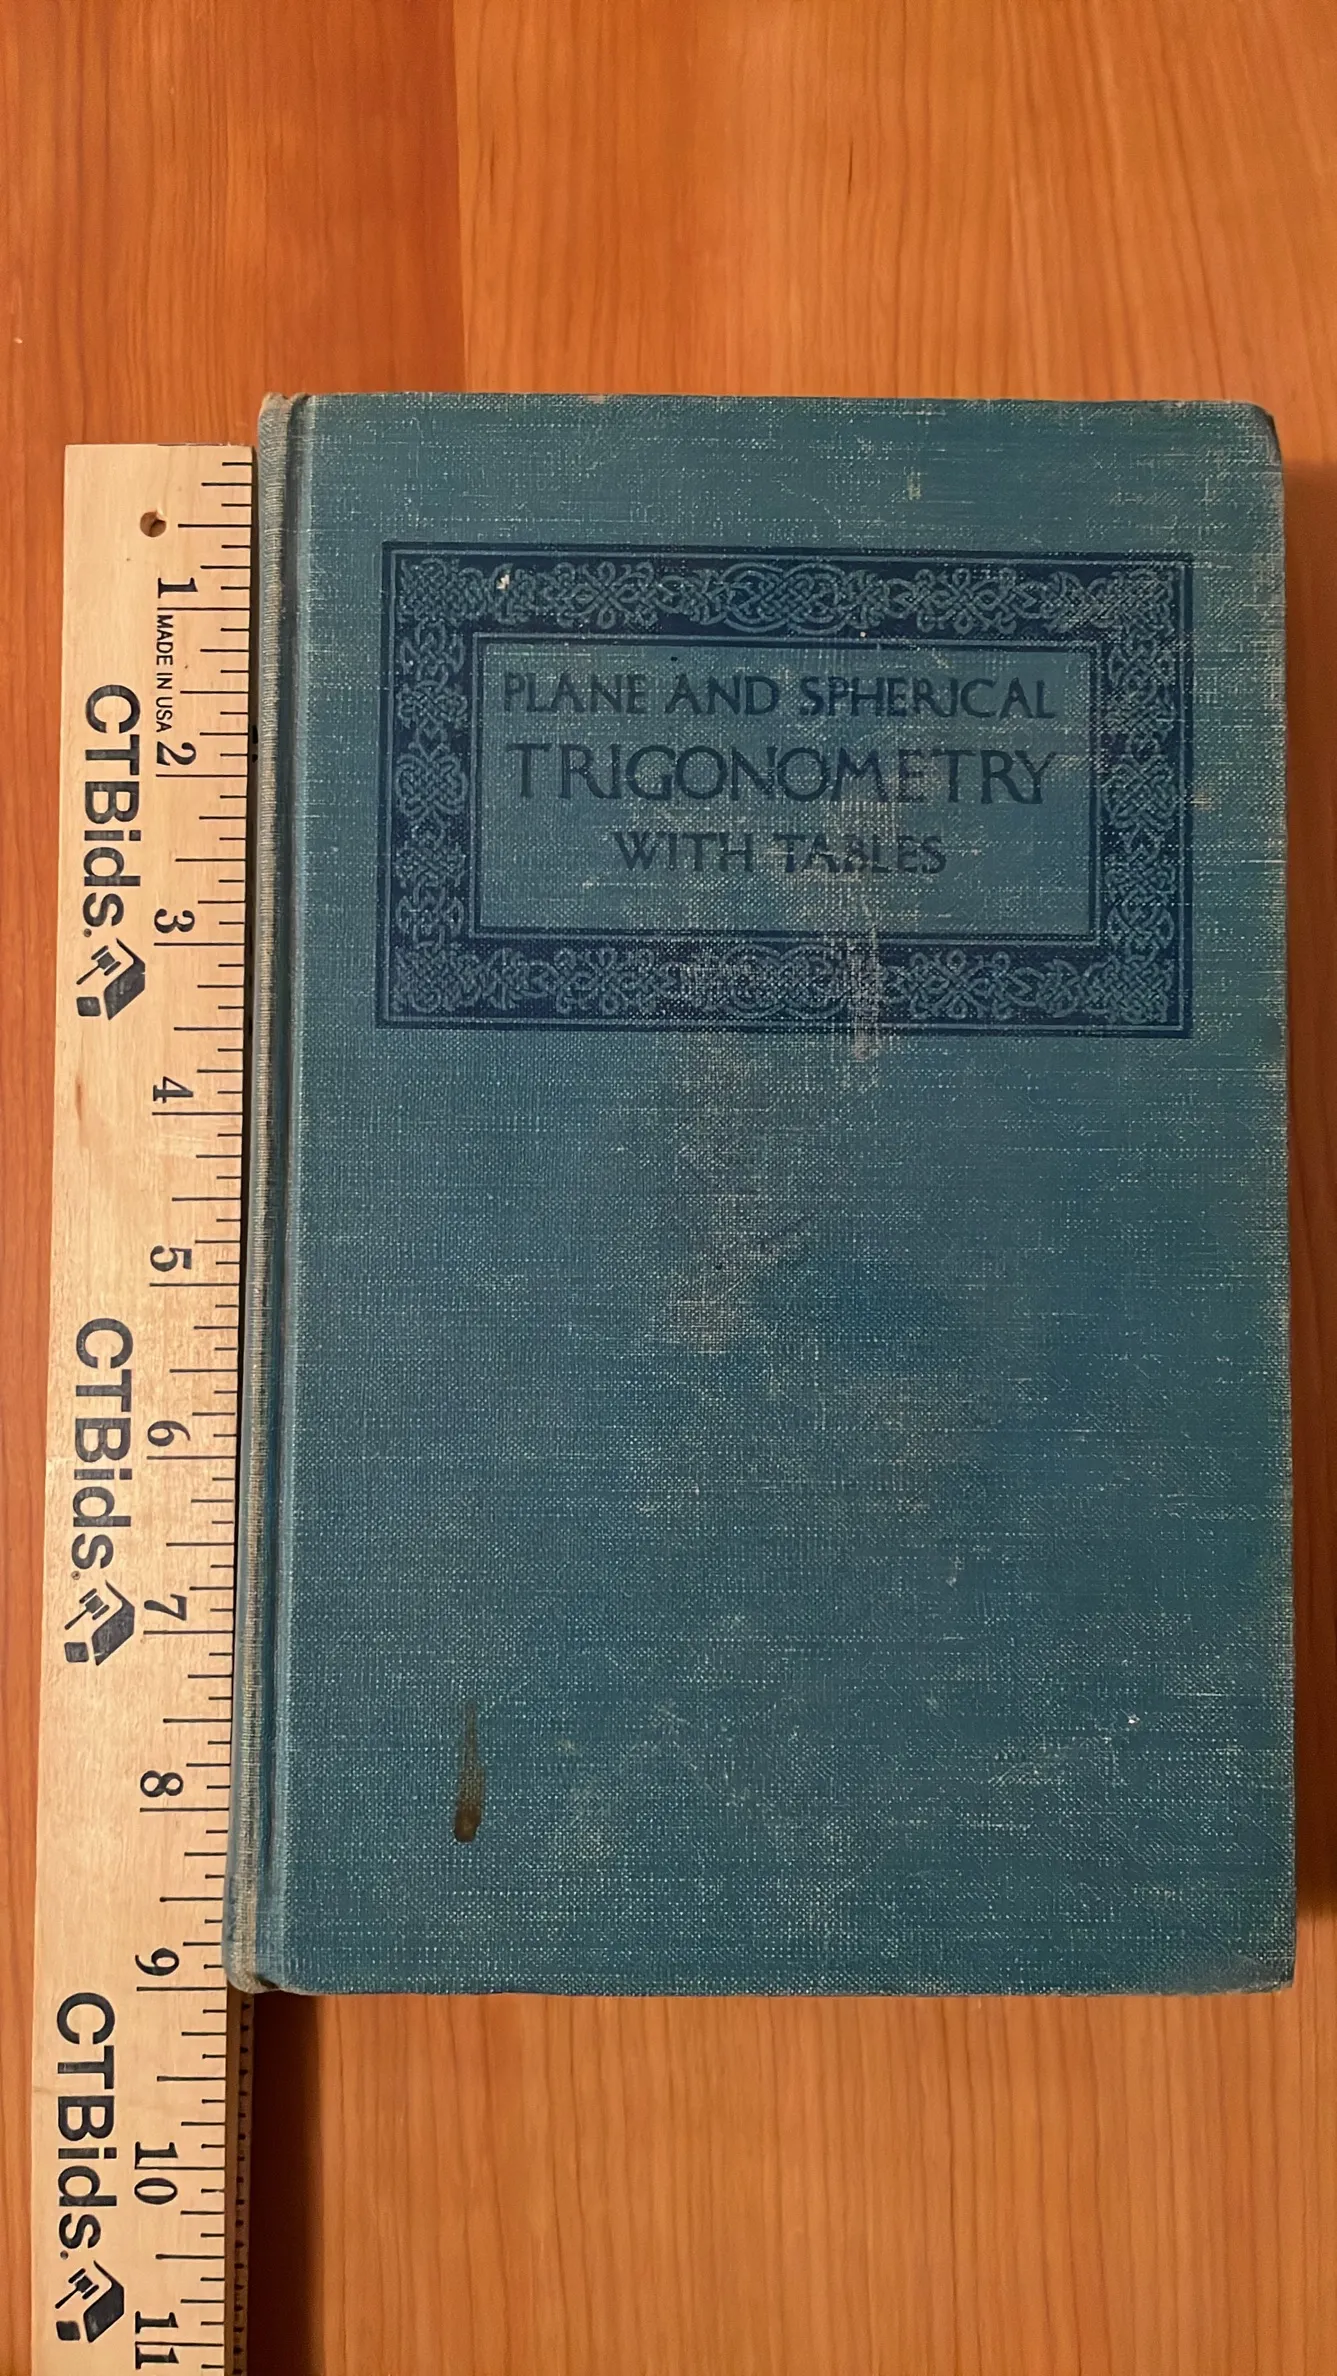 PLANE AND SPHERICAL
TRIGONOMETRY
WITH TABLES
1
MADE IN USA
2
3
4
5
6
7
8
9
10
11
CTBids.
CTBids.
CTBids.